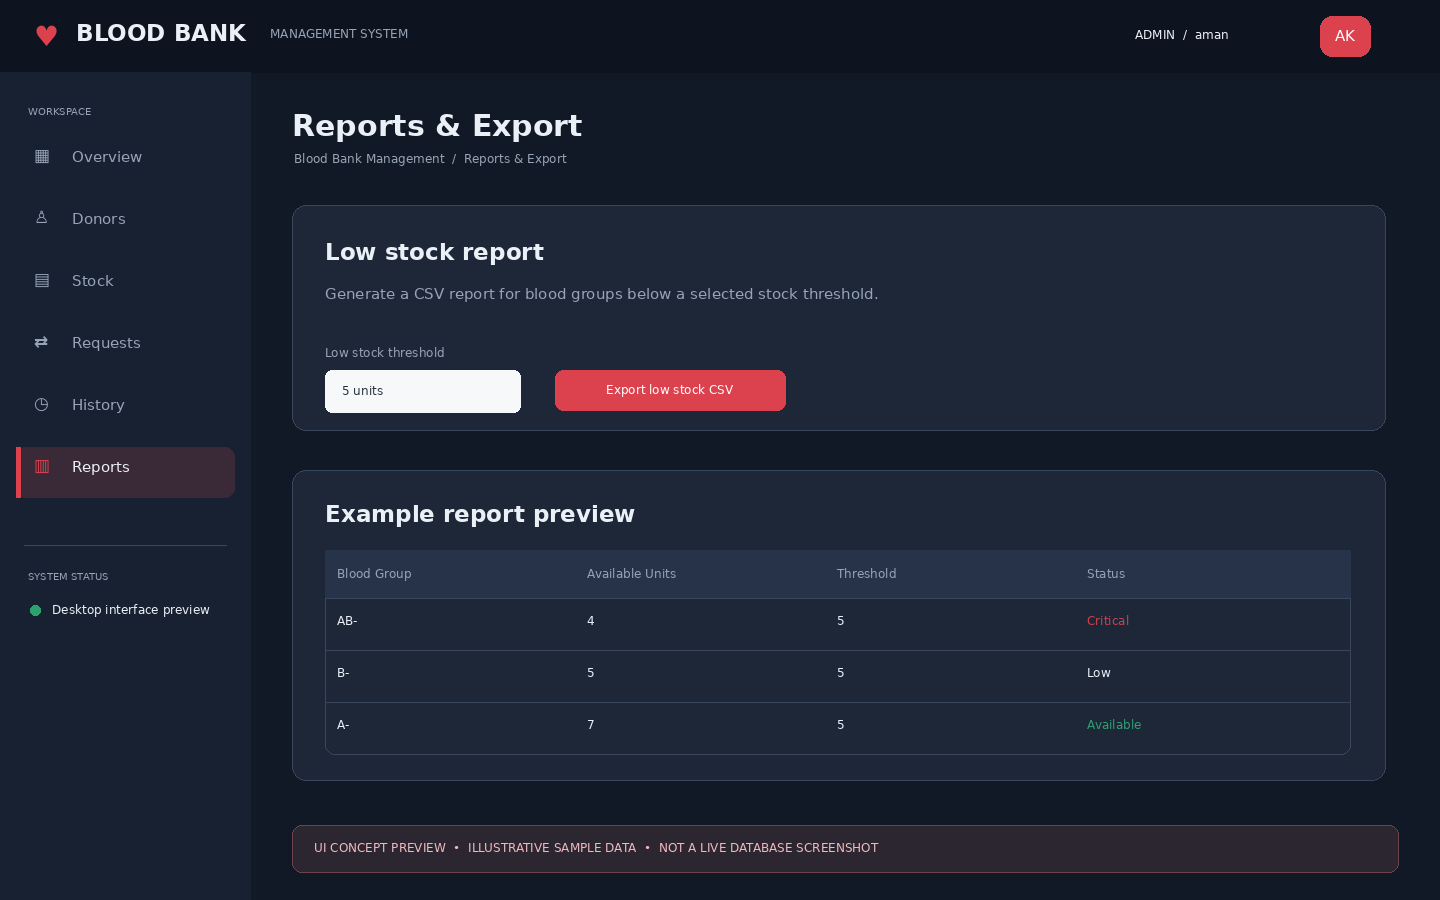 BLOOD BANK MANAGEMENT SYSTEM
ADMIN / aman
AK
WORKSPACE
Overview
Donors
Stock
Requests
History
Reports
SYSTEM STATUS
Desktop interface preview
Reports & Export
Blood Bank Management / Reports & Export
Low stock report
Generate a CSV report for blood groups below a selected stock threshold.
Low stock threshold
5 units
Export low stock CSV
Example report preview
Blood Group Available Units Threshold Status
AB- 4 5 Critical
B- 5 5 Low
A- 7 5 Available
UI CONCEPT PREVIEW • ILLUSTRATIVE SAMPLE DATA • NOT A LIVE DATABASE SCREENSHOT